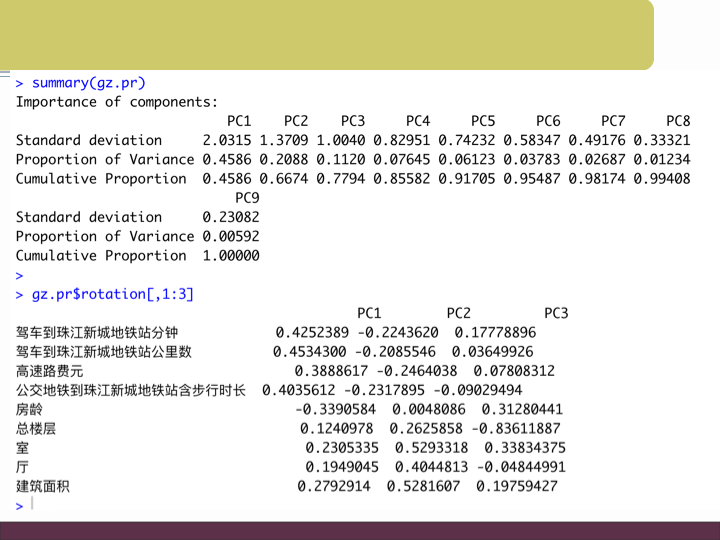 > summary(gz.pr)
Importance of components:
PC1 PC2 PC3 PC4 PC5 PC6 PC7 PC8
Standard deviation 2.0315 1.3709 1.0040 0.82951 0.74232 0.58347 0.49176 0.33321
Proportion of Variance 0.4586 0.2088 0.1120 0.07645 0.06123 0.03783 0.02687 0.01234
Cumulative Proportion 0.4586 0.6674 0.7794 0.85582 0.91705 0.95487 0.98174 0.99408
PC9
Standard deviation 0.23082
Proportion of Variance 0.00592
Cumulative Proportion 1.00000
>
> gz.pr$rotation[,1:3]
PC1 PC2 PC3
驾车到珠江新城地铁站分钟 0.4252389 -0.2243620 0.17778896
驾车到珠江新城地铁站公里数 0.4534300 -0.2085546 0.03649926
高速路费元 0.3888617 -0.2464038 0.07808312
公交地铁到珠江新城地铁站含步行时长 0.4035612 -0.2317895 -0.09029494
房龄 -0.3390584 0.0048086 0.31280441
总楼层 0.1240978 0.2625858 -0.83611887
室 0.2305335 0.5293318 0.33834375
厅 0.1949045 0.4044813 -0.04844991
建筑面积 0.2792914 0.5281607 0.19759427
>